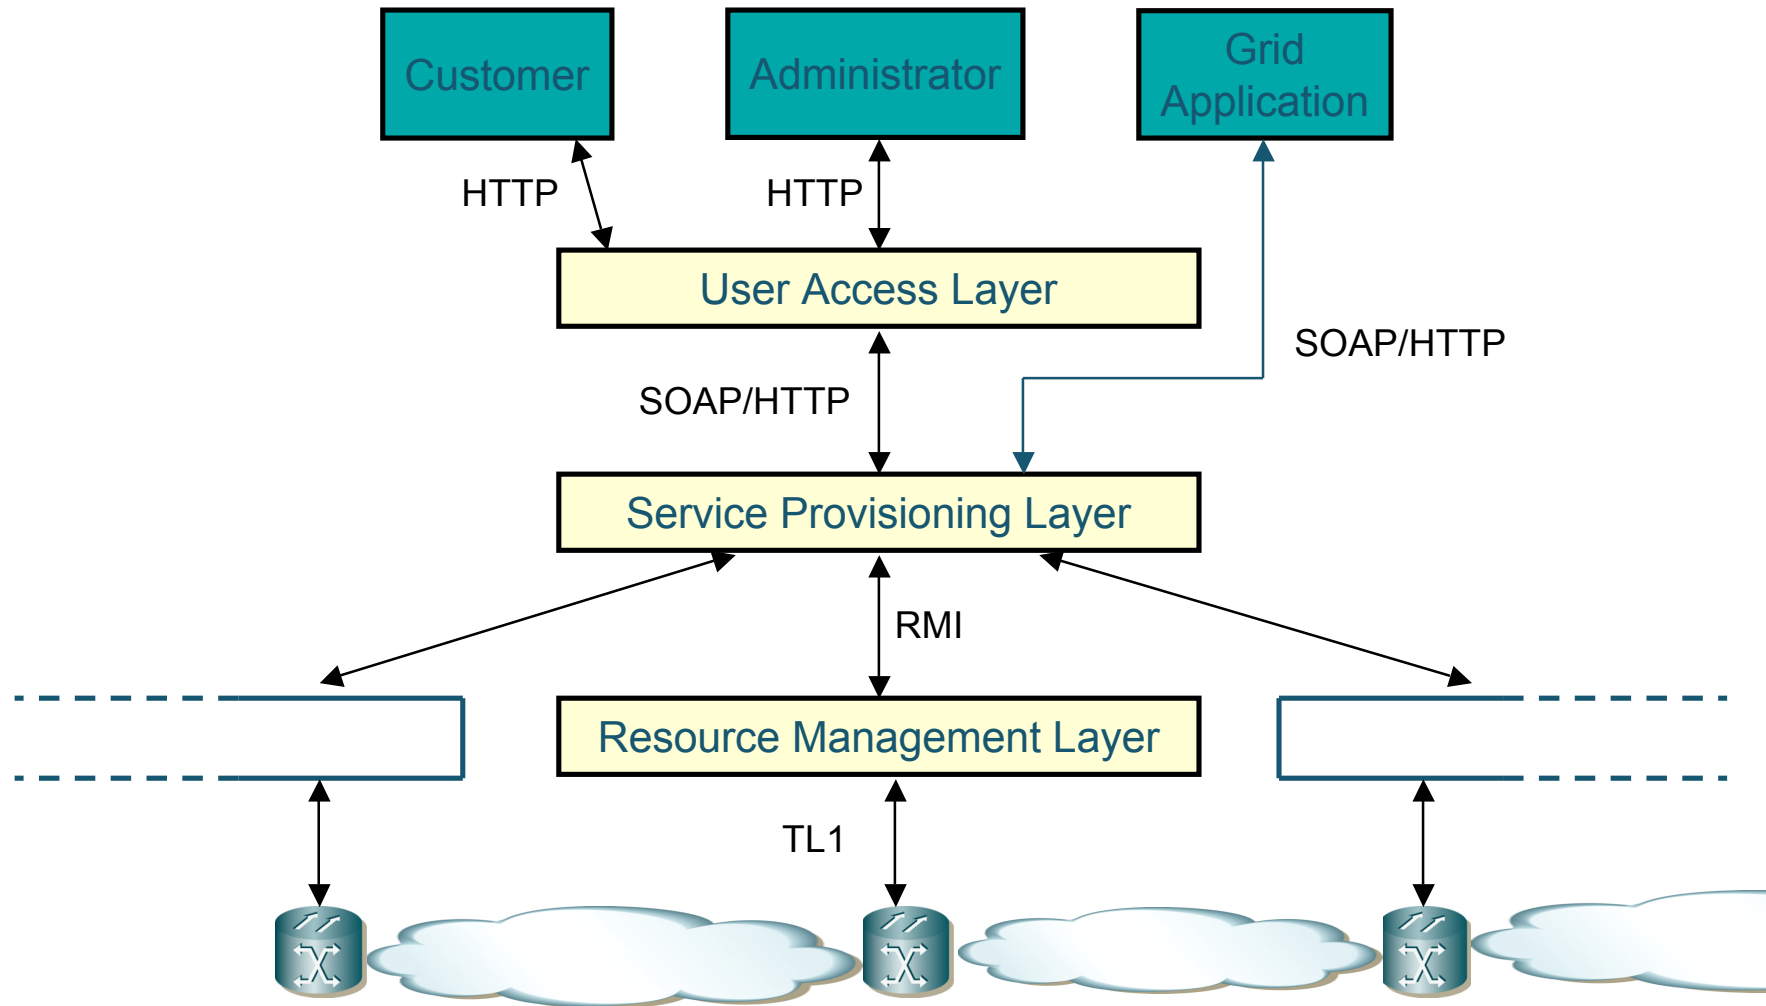 Customer
Administrator
Grid
Application
HTTP
HTTP
User Access Layer
SOAP/HTTP
SOAP/HTTP
Service Provisioning Layer
RMI
Resource Management Layer
TL1